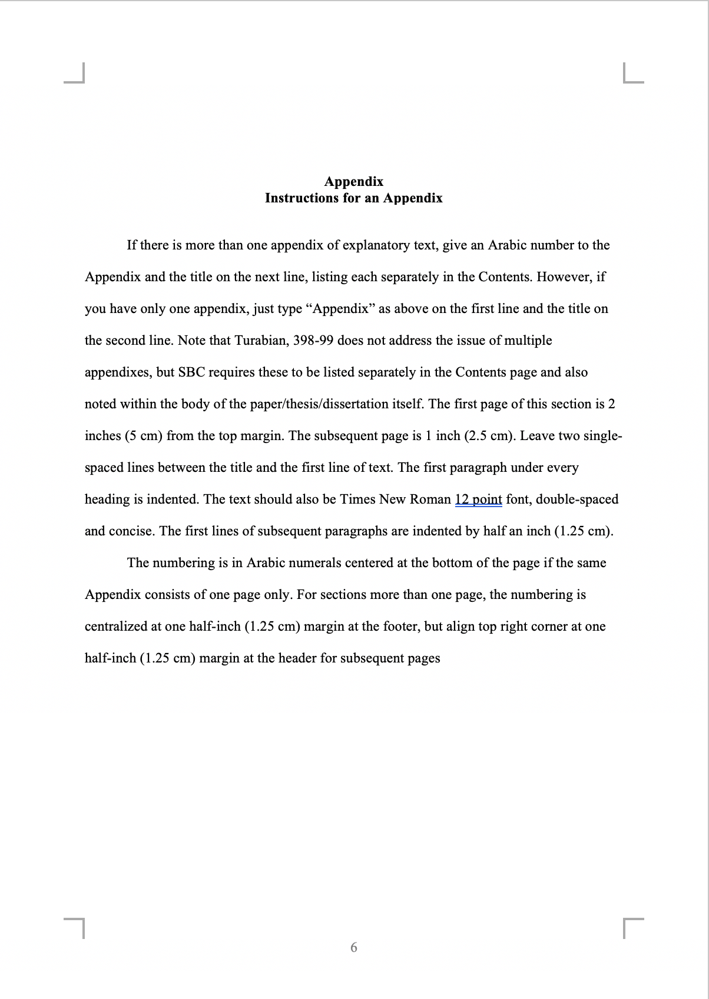 Appendix
Instructions for an Appendix
If there is more than one appendix of explanatory text, give an Arabic number to the
Appendix and the title on the next line, listing each separately in the Contents. However, if
you have only one appendix, just type “Appendix” as above on the first line and the title on
the second line. Note that Turabian, 398-99 does not address the issue of multiple
appendixes, but SBC requires these to be listed separately in the Contents page and also
noted within the body of the paper/thesis/dissertation itself. The first page of this section is 2
inches (5 cm) from the top margin. The subsequent page is 1 inch (2.5 cm). Leave two single-
spaced lines between the title and the first line of text. The first paragraph under every
heading is indented. The text should also be Times New Roman 12 point font, double-spaced
and concise. The first lines of subsequent paragraphs are indented by half an inch (1.25 cm).
The numbering is in Arabic numerals centered at the bottom of the page if the same
Appendix consists of one page only. For sections more than one page, the numbering is
centralized at one half-inch (1.25 cm) margin at the footer, but align top right corner at one
half-inch (1.25 cm) margin at the header for subsequent pages
6